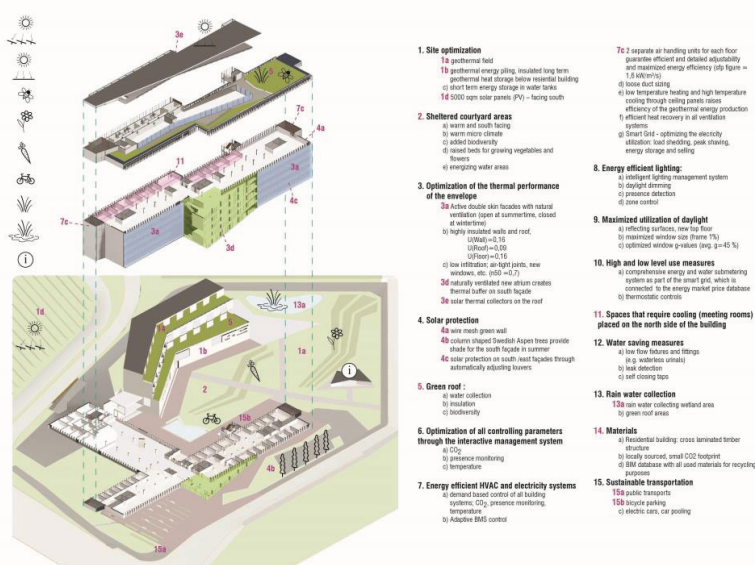 3e
5
7c
4a
11
3a
4c
7c
3a
3d
1d
13a
14
5
1b
1a
i
2
15b
4b
15a
1. Site optimization
1a geothermal field
1b geothermal energy piling, insulated long term
geothermal heat storage below resiential building
c) short term energy storage in water tanks
1d 5000 sqm solar panels (PV) – facing south
2. Sheltered courtyard areas
a) warm and south facing
b) warm micro climate
c) added biodiversity
d) raised beds for growing vegetables and
flowers
e) energizing water areas
3. Optimization of the thermal performance
of the envelope
3a Active double skin facades with natural
ventilation (open at summertime, closed
at wintertime)
b) highly insulated walls and roof,
U(Wall)=0,16
U(Roof)=0,09
U(Floor)=0,16
c) low infiltration; air-tight joints, new
windows, etc. (n50 =0,7)
3d naturally ventilated new atrium creates
thermal buffer on south façade
3e solar thermal collectors on the roof
4. Solar protection
4a wire mesh green wall
4b column shaped Swedish Aspen trees provide
shade for the south façade in summer
4c solar protection on south /east façades through
automatically adjusting louvers
5. Green roof :
a) water collection
b) insulation
c) biodiversity
6. Optimization of all controlling parameters
through the interactive management system
a) CO2
b) presence monitoring
c) temperature
7. Energy efficient HVAC and electricity systems
a) demand based control of all building
systems; CO2, presence monitoring,
temperature
b) Adaptive BMS control
7c 2 separate air handling units for each floor
guarantee efficient and detailed adjustability
and maximized energy efficiency (sfp figure =
1,6 kW/m³/s)
d) loose duct sizing
e) low temperature heating and high temperature
cooling through ceiling panels raises
efficiency of the geothermal energy production
f) efficient heat recovery in all ventilation
systems
g) Smart Grid - optimizing the elecricity
utilization: load shedding, peak shaving,
energy storage and selling
8. Energy efficient lighting:
a) intelligent lighting management system
b) daylight dimming
c) presence detection
d) zone control
9. Maximized utilization of daylight
a) reflecting surfaces, new top floor
b) maximized window size (frame 1%)
c) optimized window g-values (avg. g=45 %)
10. High and low level use measures
a) comprehensive energy and water submetering
system as part of the smart grid, which is
connected to the energy market price database
b) thermostatic controls
11. Spaces that require cooling (meeting rooms)
placed on the north side of the building
12. Water saving measures
a) low flow fixtures and fittings
(e.g. waterless urinals)
b) leak detection
c) self closing taps
13. Rain water collection
13a rain water collecting wetland area
b) green roof areas
14. Materials
a) Residential building: cross laminated timber
structure
b) locally sourced, small CO2 footprint
d) BIM database with all used materials for recycling
purposes
15. Sustainable transportation
15a public transports
15b bicycle parking
c) electric cars, car pooling